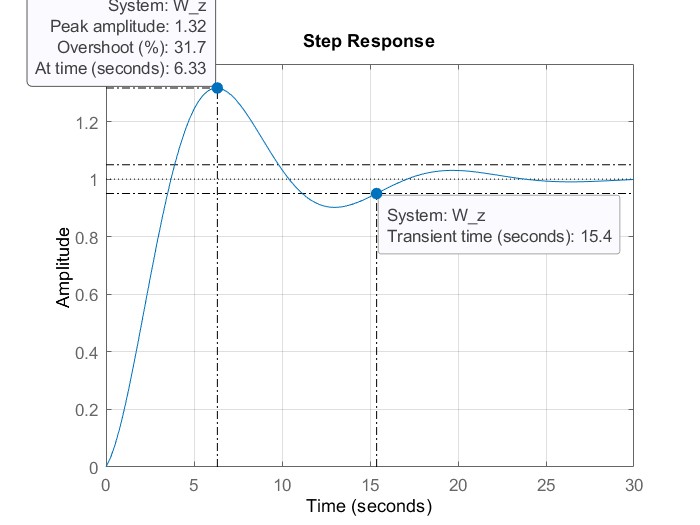 System: W_z
Peak amplitude: 1.32
Overshoot (%): 31.7
At time (seconds): 6.33
Step Response
1.2
1
0.8
0.6
0.4
0.2
0
Amplitude
System: W_z
Transient time (seconds): 15.4
0
5
10
15
20
25
30
Time (seconds)